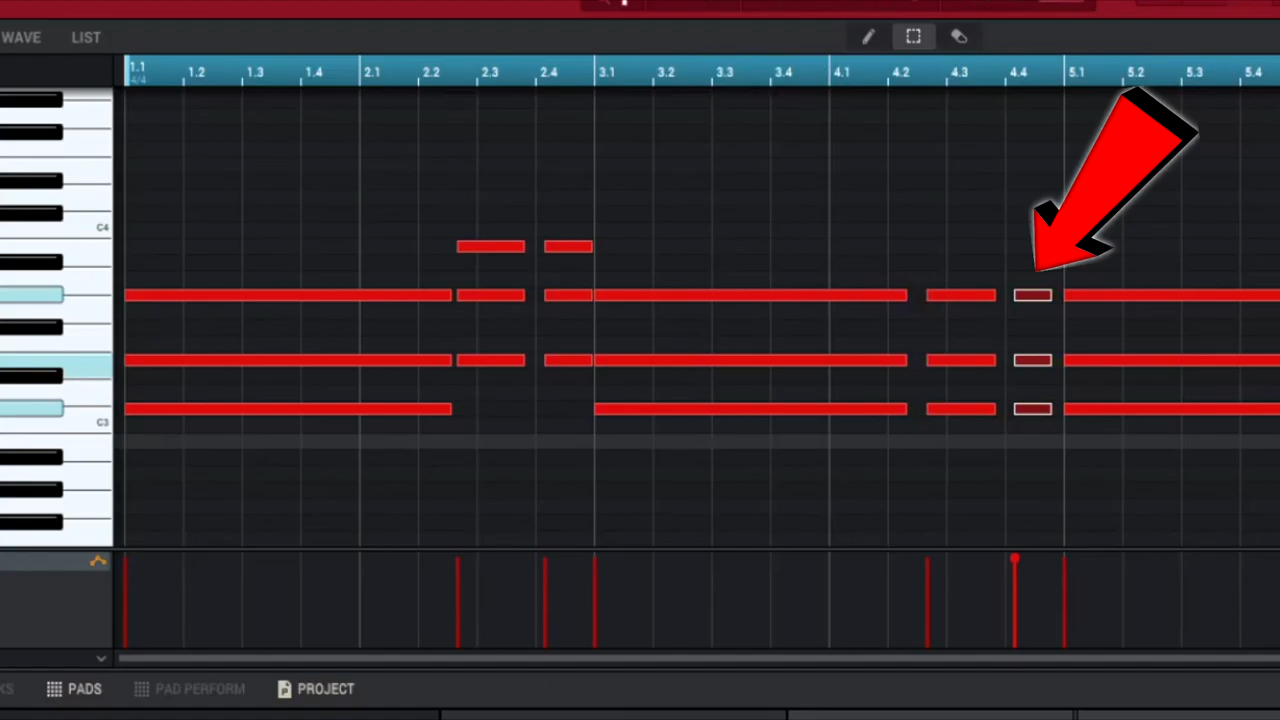 WAVE LIST
1.1 1.2 1.3 1.4 2.1 2.2 2.3 2.4 3.1 3.2 3.3 3.4 4.1 4.2 4.3 4.4 5.1 5.2 5.3 5.4
4/4
C4
C3
KS PADS PAD PERFORM PROJECT